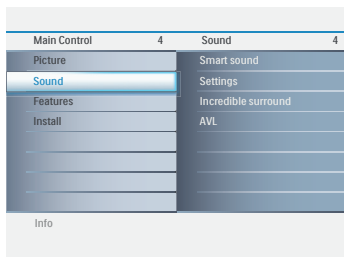 Main Control 4 Sound 4
Picture Smart sound
Sound Settings
Features Incredible surround
Install AVL
Info